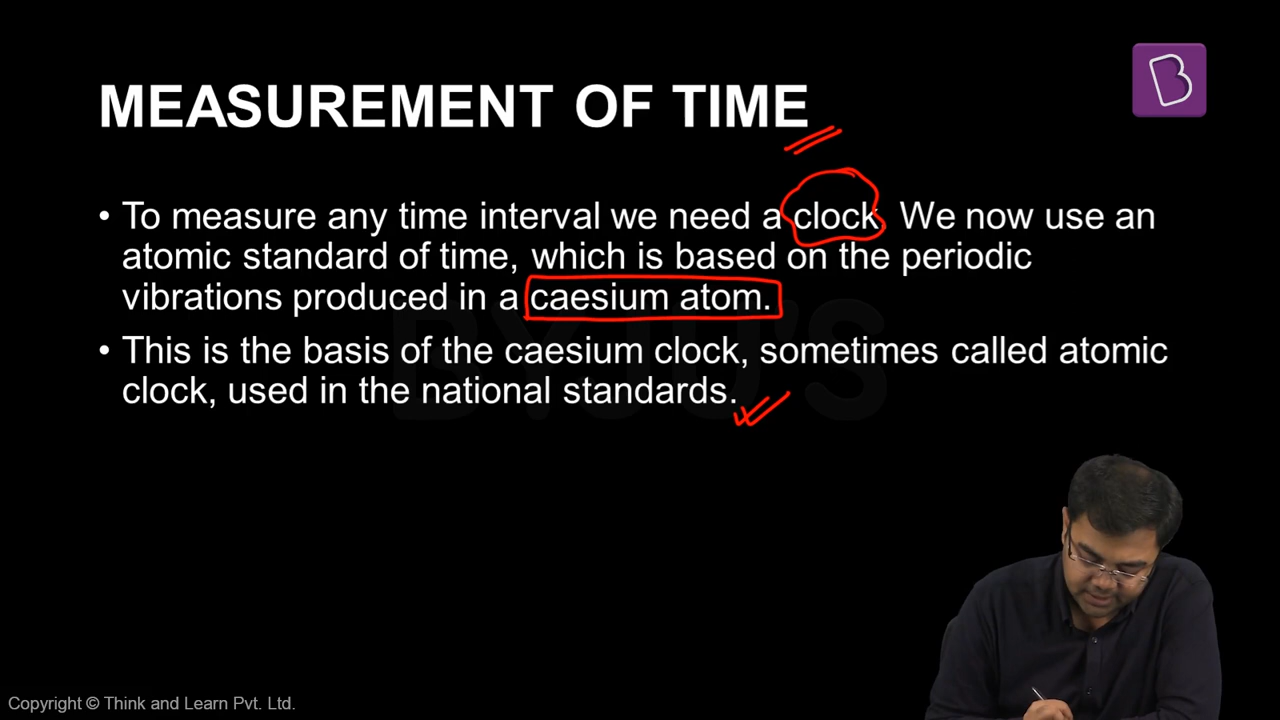 MEASUREMENT OF TIME
• To measure any time interval we need a clock. We now use an
atomic standard of time, which is based on the periodic
vibrations produced in a caesium atom.
• This is the basis of the caesium clock, sometimes called atomic
clock, used in the national standards.
BYJU'S
B
Copyright © Think and Learn Pvt. Ltd.